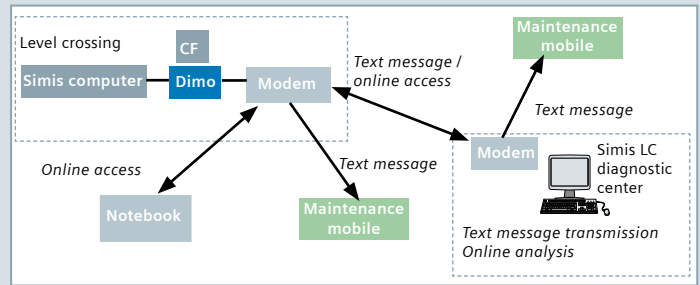 Level crossing
CF
Simis computer
Dimo
Modem
Text message /
online access
Maintenance
mobile
Text message
Online access
Text message
Notebook
Maintenance
mobile
Modem
Simis LC
diagnostic
center
Text message transmission
Online analysis